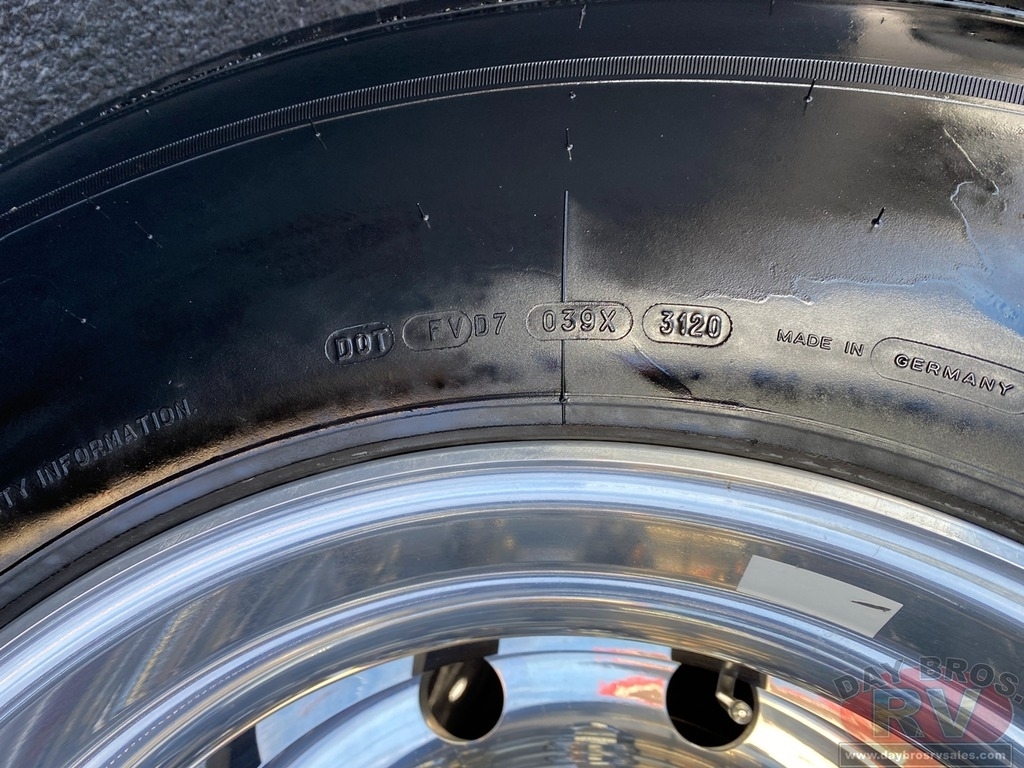 DOT FVD7 039X 3120 MADE IN GERMANY
TY INFORMATION.
DAY BROS.
RV
www.daybrosrvsales.com